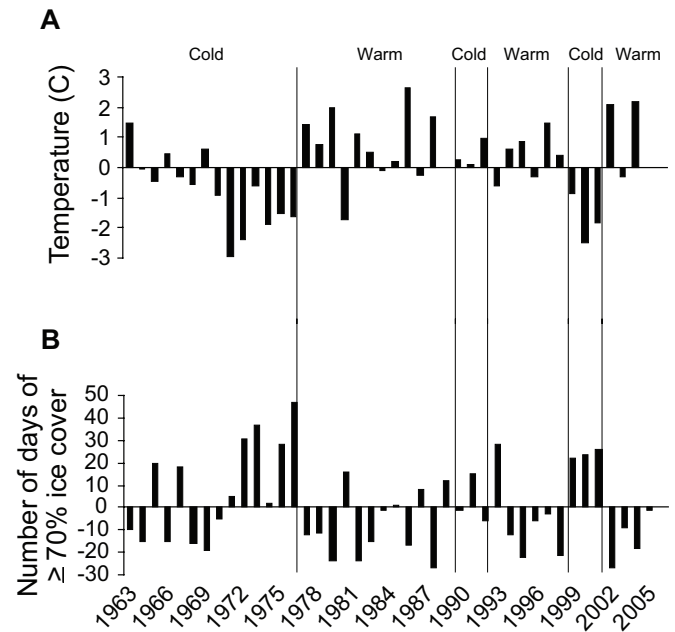 A
Cold Warm Cold Warm Cold Warm
Temperature (C)
3
2
1
0
-1
-2
-3
B
Number of days of
≥ 70% ice cover
50
40
30
20
10
0
-10
-20
-30
1963 1966 1969 1972 1975 1978 1981 1984 1987 1990 1993 1996 1999 2002 2005